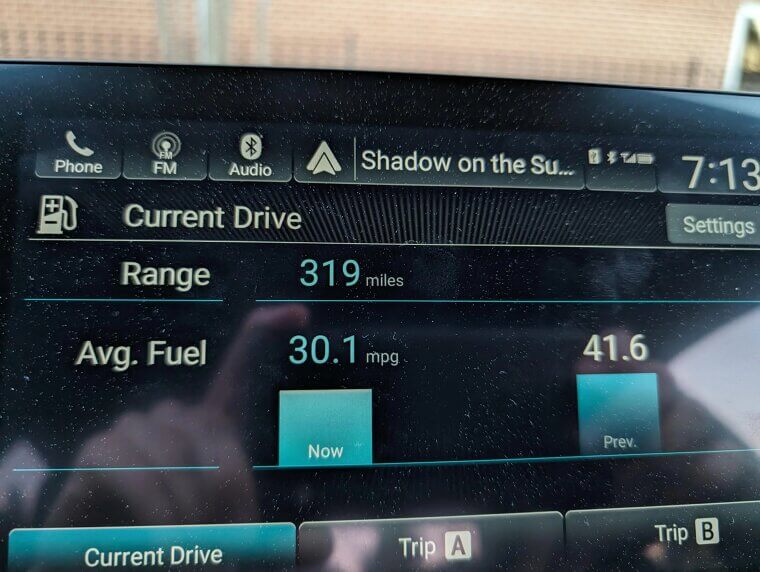 Phone
FM
FM
Audio
Shadow on the Su...
7:13
Current Drive
Settings
Range
319 miles
Avg. Fuel
30.1 mpg
41.6
Now
Prev.
Current Drive
Trip A
Trip B